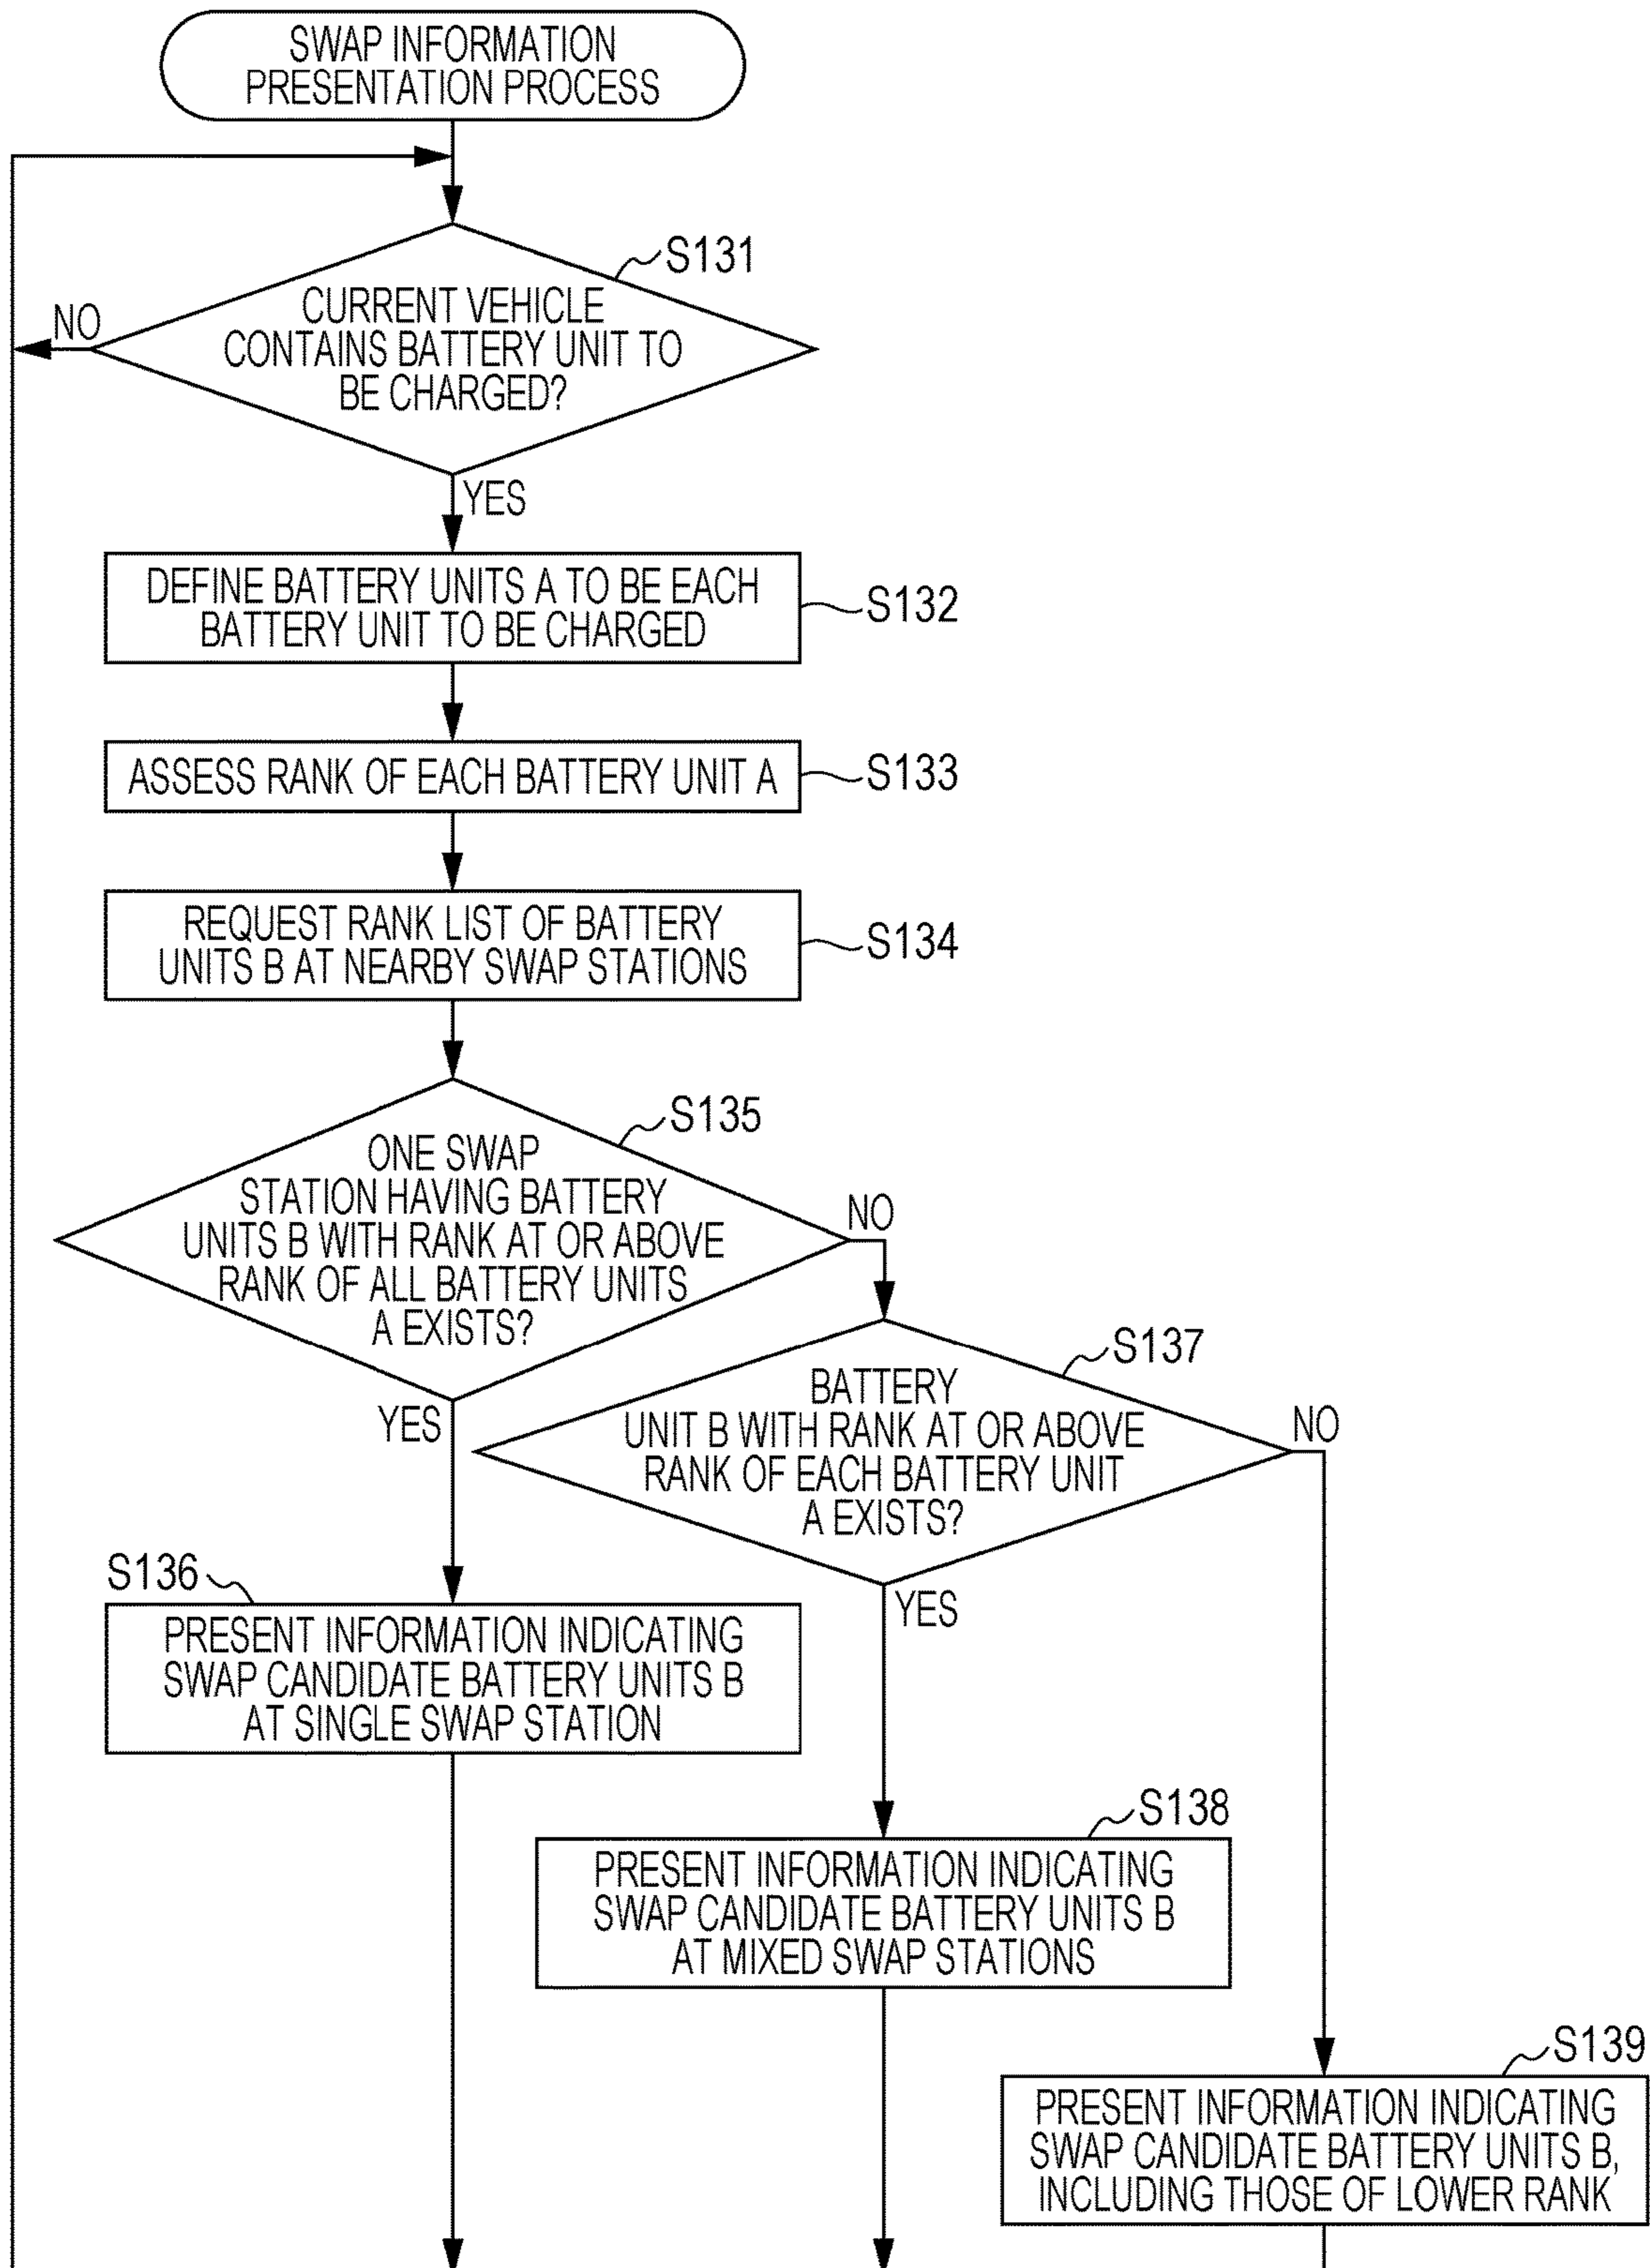 SWAP INFORMATION
PRESENTATION PROCESS
S131
NO
CURRENT VEHICLE
CONTAINS BATTERY UNIT TO
BE CHARGED?
YES
DEFINE BATTERY UNITS A TO BE EACH
BATTERY UNIT TO BE CHARGED
S132
ASSESS RANK OF EACH BATTERY UNIT A
S133
REQUEST RANK LIST OF BATTERY
UNITS B AT NEARBY SWAP STATIONS
S134
S135
ONE SWAP
STATION HAVING BATTERY
UNITS B WITH RANK AT OR ABOVE
RANK OF ALL BATTERY UNITS
A EXISTS?
NO
YES
S137
BATTERY
UNIT B WITH RANK AT OR ABOVE
RANK OF EACH BATTERY UNIT
A EXISTS?
NO
YES
S136
PRESENT INFORMATION INDICATING
SWAP CANDIDATE BATTERY UNITS B
AT SINGLE SWAP STATION
S138
PRESENT INFORMATION INDICATING
SWAP CANDIDATE BATTERY UNITS B
AT MIXED SWAP STATIONS
S139
PRESENT INFORMATION INDICATING
SWAP CANDIDATE BATTERY UNITS B,
INCLUDING THOSE OF LOWER RANK